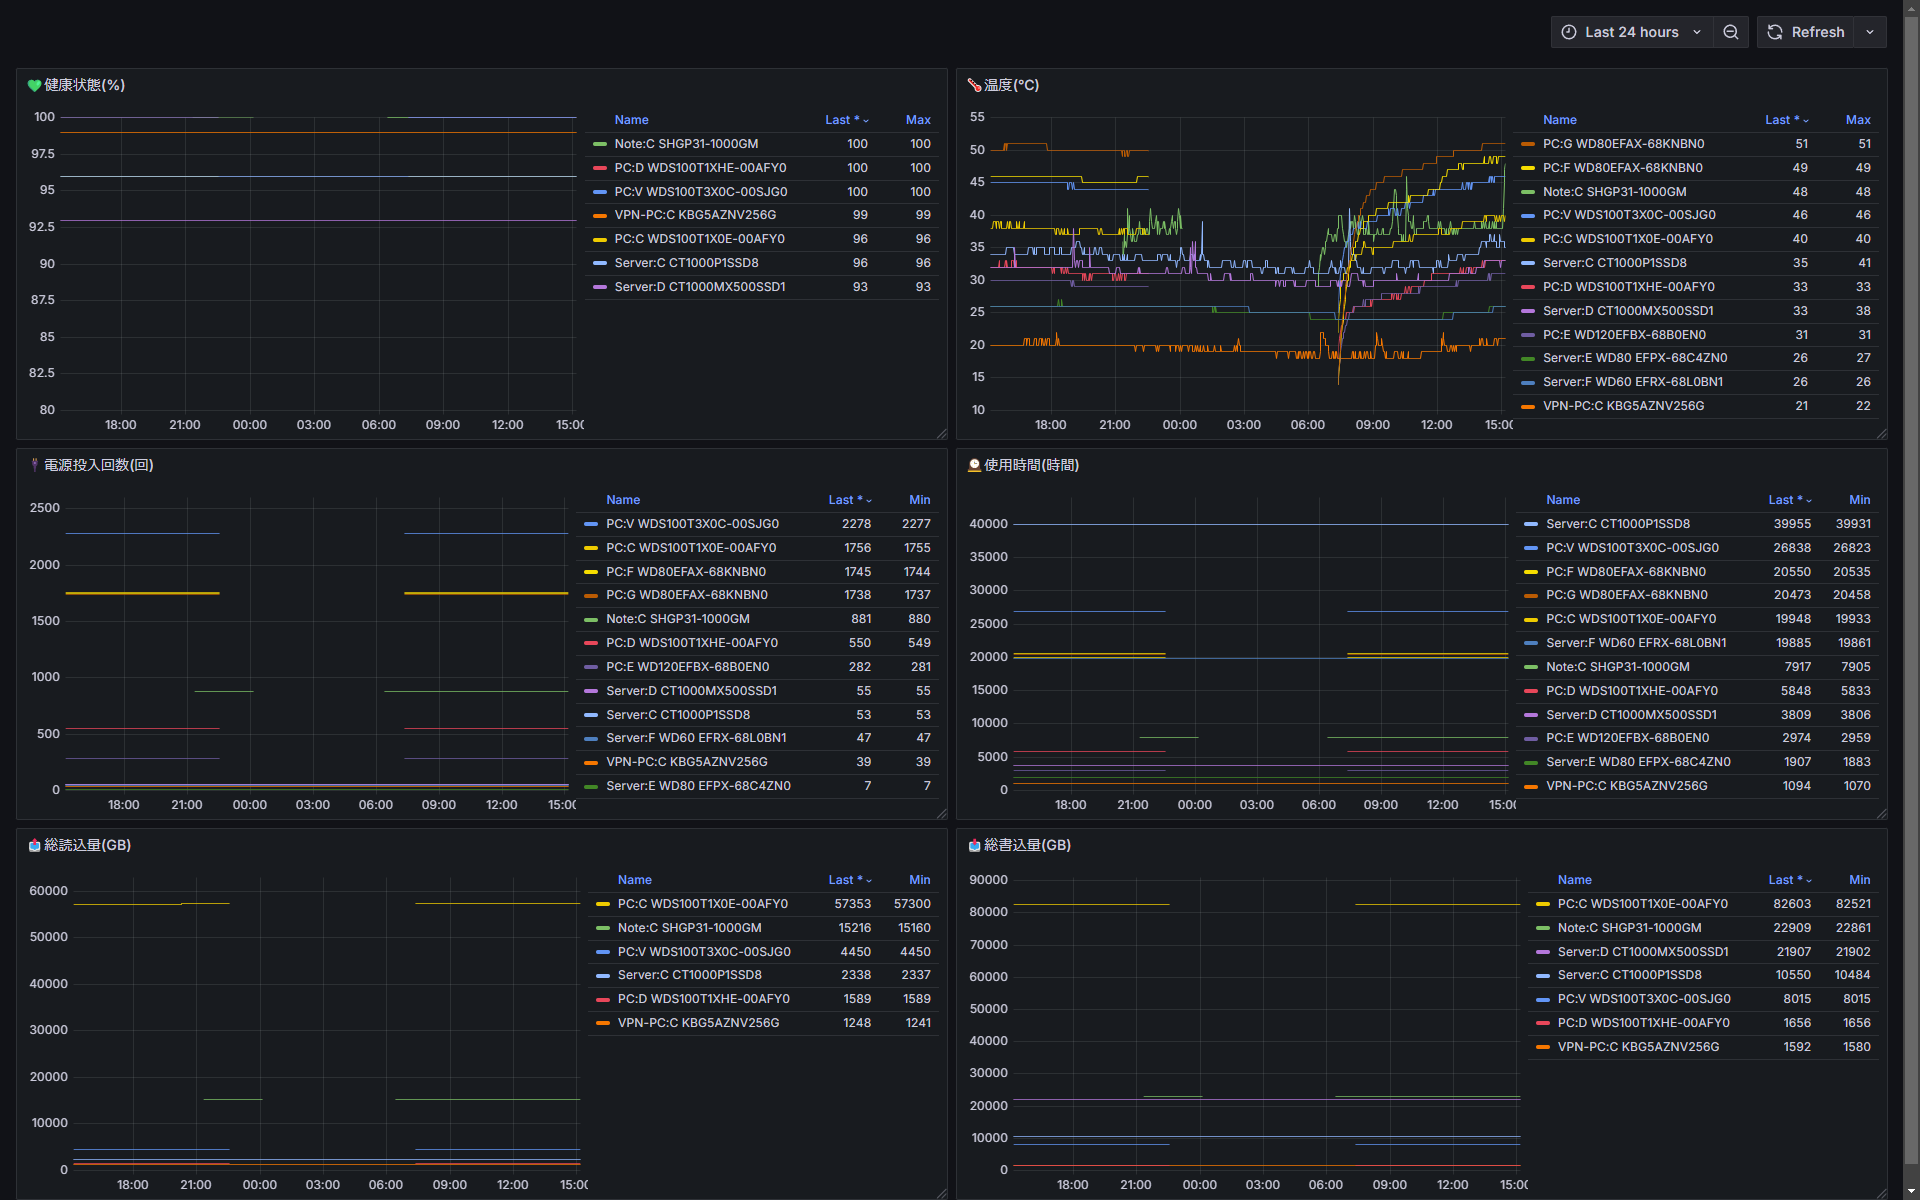 Last 24 hours Refresh
健康状態(%)
Name Last * Max
100
97.5
95
92.5
90
87.5
85
82.5
80
18:00 21:00 00:00 03:00 06:00 09:00 12:00 15:00
Note:C SHGP31-1000GM 100 100
PC:D WDS100T1XHE-00AFY0 100 100
PC:V WDS100T3X0C-00SJG0 100 100
VPN-PC:C KBG5AZNV256G 99 99
PC:C WDS100T1X0E-00AFY0 96 96
Server:C CT1000P1SSD8 96 96
Server:D CT1000MX500SSD1 93 93
温度(℃)
Name Last * Max
55
50
45
40
35
30
25
20
15
10
18:00 21:00 00:00 03:00 06:00 09:00 12:00 15:00
PC:G WD80EFAX-68KNBN0 51 51
PC:F WD80EFAX-68KNBN0 49 49
Note:C SHGP31-1000GM 48 48
PC:V WDS100T3X0C-00SJG0 46 46
PC:C WDS100T1X0E-00AFY0 40 40
Server:C CT1000P1SSD8 35 41
PC:D WDS100T1XHE-00AFY0 33 33
Server:D CT1000MX500SSD1 33 38
PC:E WD120EFBX-68B0EN0 31 31
Server:E WD80 EFPX-68C4ZN0 26 27
Server:F WD60 EFRX-68L0BN1 26 26
VPN-PC:C KBG5AZNV256G 21 22
電源投入回数(回)
Name Last * Min
2500
2000
1500
1000
500
0
18:00 21:00 00:00 03:00 06:00 09:00 12:00 15:00
PC:V WDS100T3X0C-00SJG0 2278 2277
PC:C WDS100T1X0E-00AFY0 1756 1755
PC:F WD80EFAX-68KNBN0 1745 1744
PC:G WD80EFAX-68KNBN0 1738 1737
Note:C SHGP31-1000GM 881 880
PC:D WDS100T1XHE-00AFY0 550 549
PC:E WD120EFBX-68B0EN0 282 281
Server:D CT1000MX500SSD1 55 55
Server:C CT1000P1SSD8 53 53
Server:F WD60 EFRX-68L0BN1 47 47
VPN-PC:C KBG5AZNV256G 39 39
Server:E WD80 EFPX-68C4ZN0 7 7
使用時間(時間)
Name Last * Min
40000
35000
30000
25000
20000
15000
10000
5000
0
18:00 21:00 00:00 03:00 06:00 09:00 12:00 15:00
Server:C CT1000P1SSD8 39955 39931
PC:V WDS100T3X0C-00SJG0 26838 26823
PC:F WD80EFAX-68KNBN0 20550 20535
PC:G WD80EFAX-68KNBN0 20473 20458
PC:C WDS100T1X0E-00AFY0 19948 19933
Server:F WD60 EFRX-68L0BN1 19885 19861
Note:C SHGP31-1000GM 7917 7905
PC:D WDS100T1XHE-00AFY0 5848 5833
Server:D CT1000MX500SSD1 3809 3806
PC:E WD120EFBX-68B0EN0 2974 2959
Server:E WD80 EFPX-68C4ZN0 1907 1883
VPN-PC:C KBG5AZNV256G 1094 1070
総読込量(GB)
Name Last * Min
60000
50000
40000
30000
20000
10000
0
18:00 21:00 00:00 03:00 06:00 09:00 12:00 15:00
PC:C WDS100T1X0E-00AFY0 57353 57300
Note:C SHGP31-1000GM 15216 15160
PC:V WDS100T3X0C-00SJG0 4450 4450
Server:C CT1000P1SSD8 2338 2337
PC:D WDS100T1XHE-00AFY0 1589 1589
VPN-PC:C KBG5AZNV256G 1248 1241
総書込量(GB)
Name Last * Min
90000
80000
70000
60000
50000
40000
30000
20000
10000
0
18:00 21:00 00:00 03:00 06:00 09:00 12:00 15:00
PC:C WDS100T1X0E-00AFY0 82603 82521
Note:C SHGP31-1000GM 22909 22861
Server:D CT1000MX500SSD1 21907 21902
Server:C CT1000P1SSD8 10550 10484
PC:V WDS100T3X0C-00SJG0 8015 8015
PC:D WDS100T1XHE-00AFY0 1656 1656
VPN-PC:C KBG5AZNV256G 1592 1580